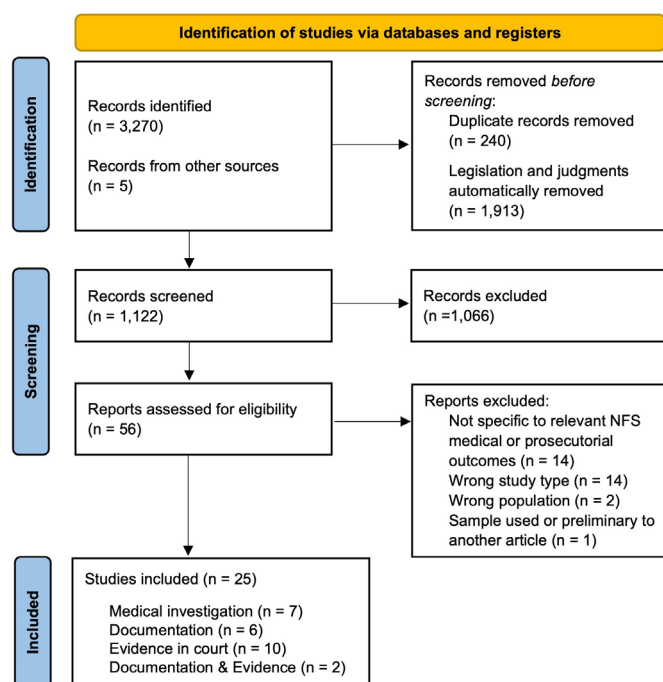 Identification of studies via databases and registers
Identification
Records identified
(n = 3,270)
Records from other sources
(n = 5)
Records removed before
screening:
Duplicate records removed
(n = 240)
Legislation and judgments
automatically removed
(n = 1,913)
Screening
Records screened
(n = 1,122)
Records excluded
(n =1,066)
Reports assessed for eligibility
(n = 56)
Reports excluded:
Not specific to relevant NFS
medical or prosecutorial
outcomes (n = 14)
Wrong study type (n = 14)
Wrong population (n = 2)
Sample used or preliminary to
another article (n = 1)
Included
Studies included (n = 25)
Medical investigation (n = 7)
Documentation (n = 6)
Evidence in court (n = 10)
Documentation & Evidence (n = 2)